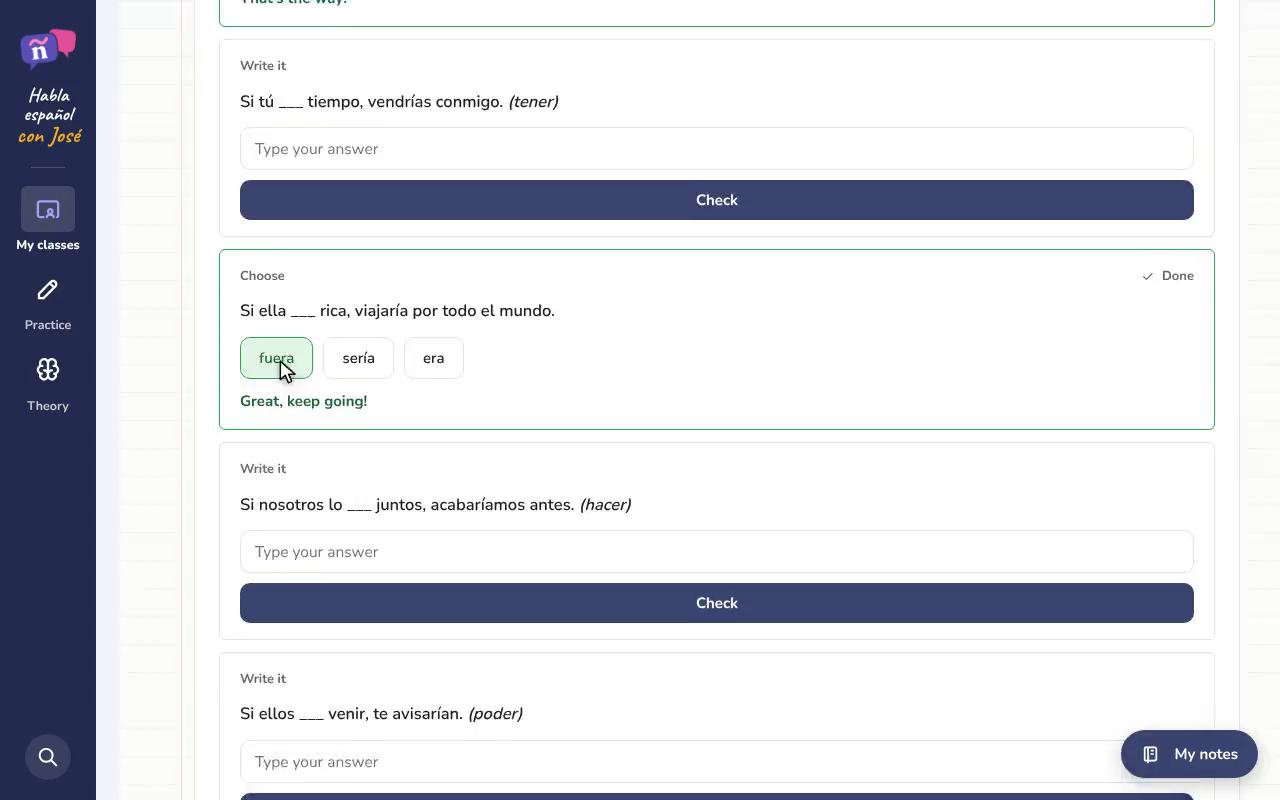 That's the way!
ñ
Habla
español
con José
My classes
Practice
Theory
Write it
Si tú ___ tiempo, vendrías conmigo. (tener)
Type your answer
Check
Choose
Done
Si ella ___ rica, viajaría por todo el mundo.
fuera
sería
era
Great, keep going!
Write it
Si nosotros lo ___ juntos, acabaríamos antes. (hacer)
Type your answer
Check
Write it
Si ellos ___ venir, te avisarían. (poder)
Type your answer
My notes